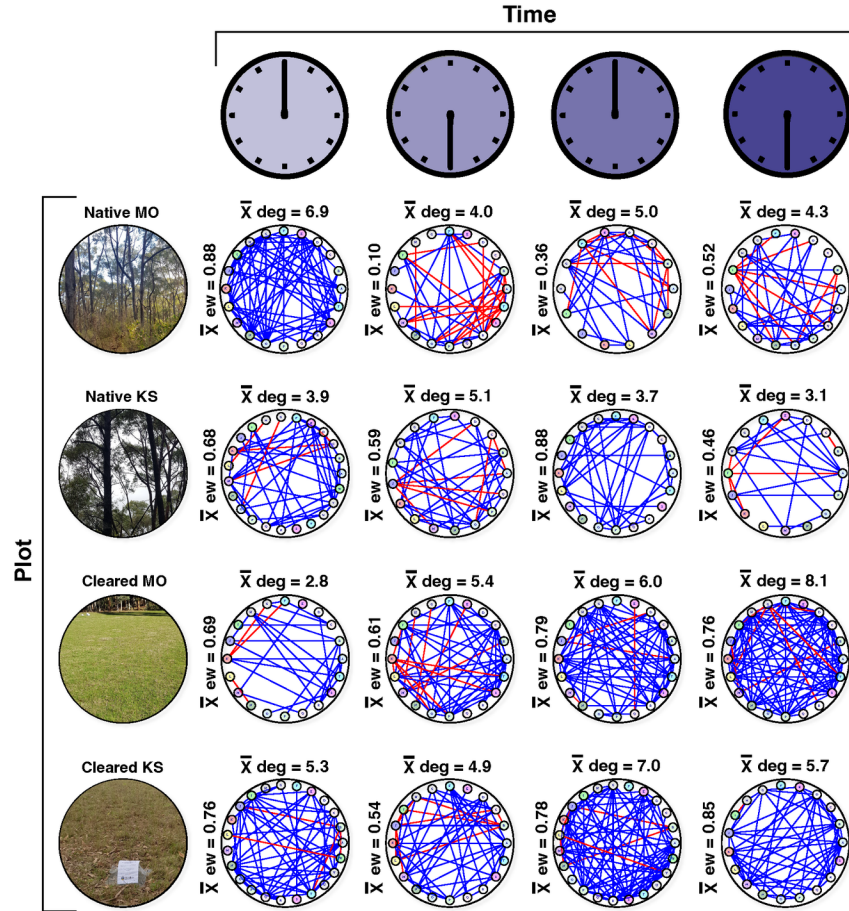 Time
Plot
Native MO
X̄ deg = 6.9
X̄ deg = 4.0
X̄ deg = 5.0
X̄ deg = 4.3
X̄ ew = 0.88
X̄ ew = 0.10
X̄ ew = 0.36
X̄ ew = 0.52
Native KS
X̄ deg = 3.9
X̄ deg = 5.1
X̄ deg = 3.7
X̄ deg = 3.1
X̄ ew = 0.68
X̄ ew = 0.59
X̄ ew = 0.88
X̄ ew = 0.46
Cleared MO
X̄ deg = 2.8
X̄ deg = 5.4
X̄ deg = 6.0
X̄ deg = 8.1
X̄ ew = 0.69
X̄ ew = 0.61
X̄ ew = 0.79
X̄ ew = 0.76
Cleared KS
X̄ deg = 5.3
X̄ deg = 4.9
X̄ deg = 7.0
X̄ deg = 5.7
X̄ ew = 0.76
X̄ ew = 0.54
X̄ ew = 0.78
X̄ ew = 0.85